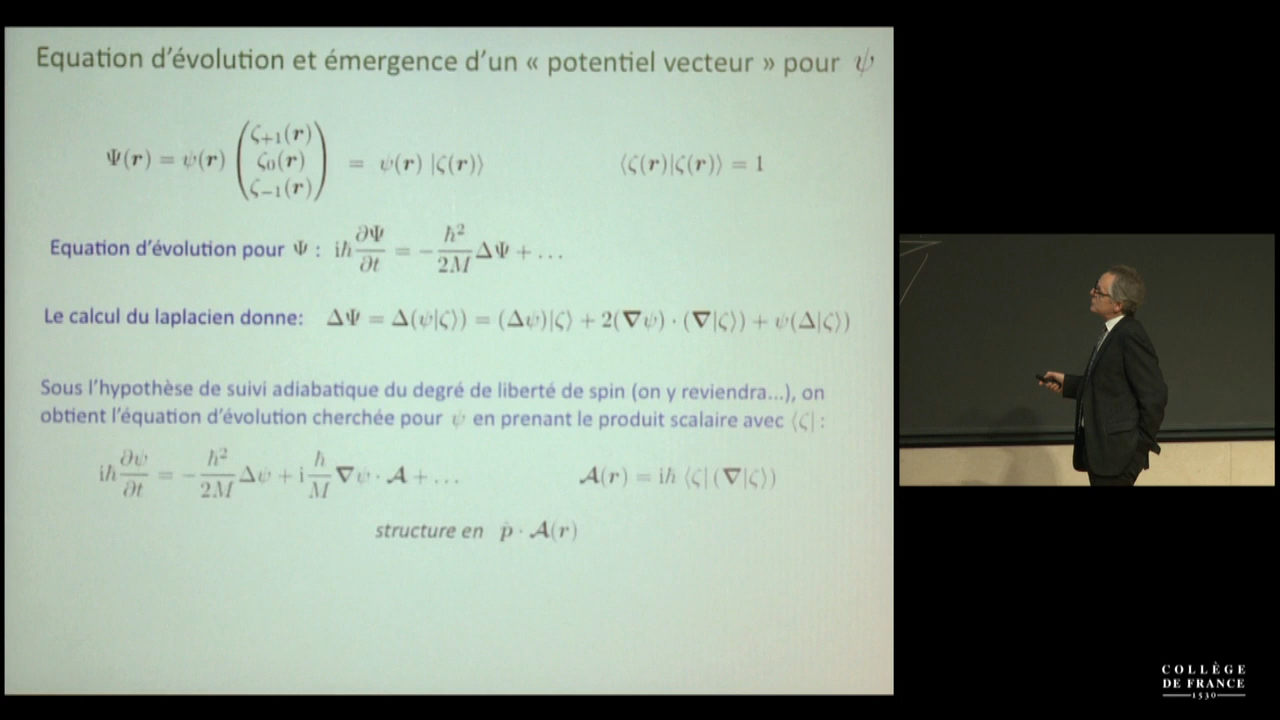 Equation d'évolution et émergence d'un « potentiel vecteur » pour ψ
Ψ(r) = ψ(r) (ζ+1(r) ζ0(r) ζ−1(r)) = ψ(r) |ζ(r)⟩ ⟨ζ(r)|ζ(r)⟩ = 1
Equation d'évolution pour Ψ : iħ ∂Ψ/∂t = − ħ²/2M ΔΨ + …
Le calcul du laplacien donne: ΔΨ = Δ(ψ|ζ⟩) = (Δψ)|ζ⟩ + 2(∇ψ) · (∇|ζ⟩) + ψ(Δ|ζ⟩)
Sous l'hypothèse de suivi adiabatique du degré de liberté de spin (on y reviendra...), on
obtient l'équation d'évolution cherchée pour ψ en prenant le produit scalaire avec ⟨ζ| :
iħ ∂ψ/∂t = − ħ²/2M Δψ + i ħ/M ∇ψ · A + … A(r) = iħ ⟨ζ| (∇|ζ⟩)
structure en p · A(r)
COLLÈGE
DE FRANCE
1530